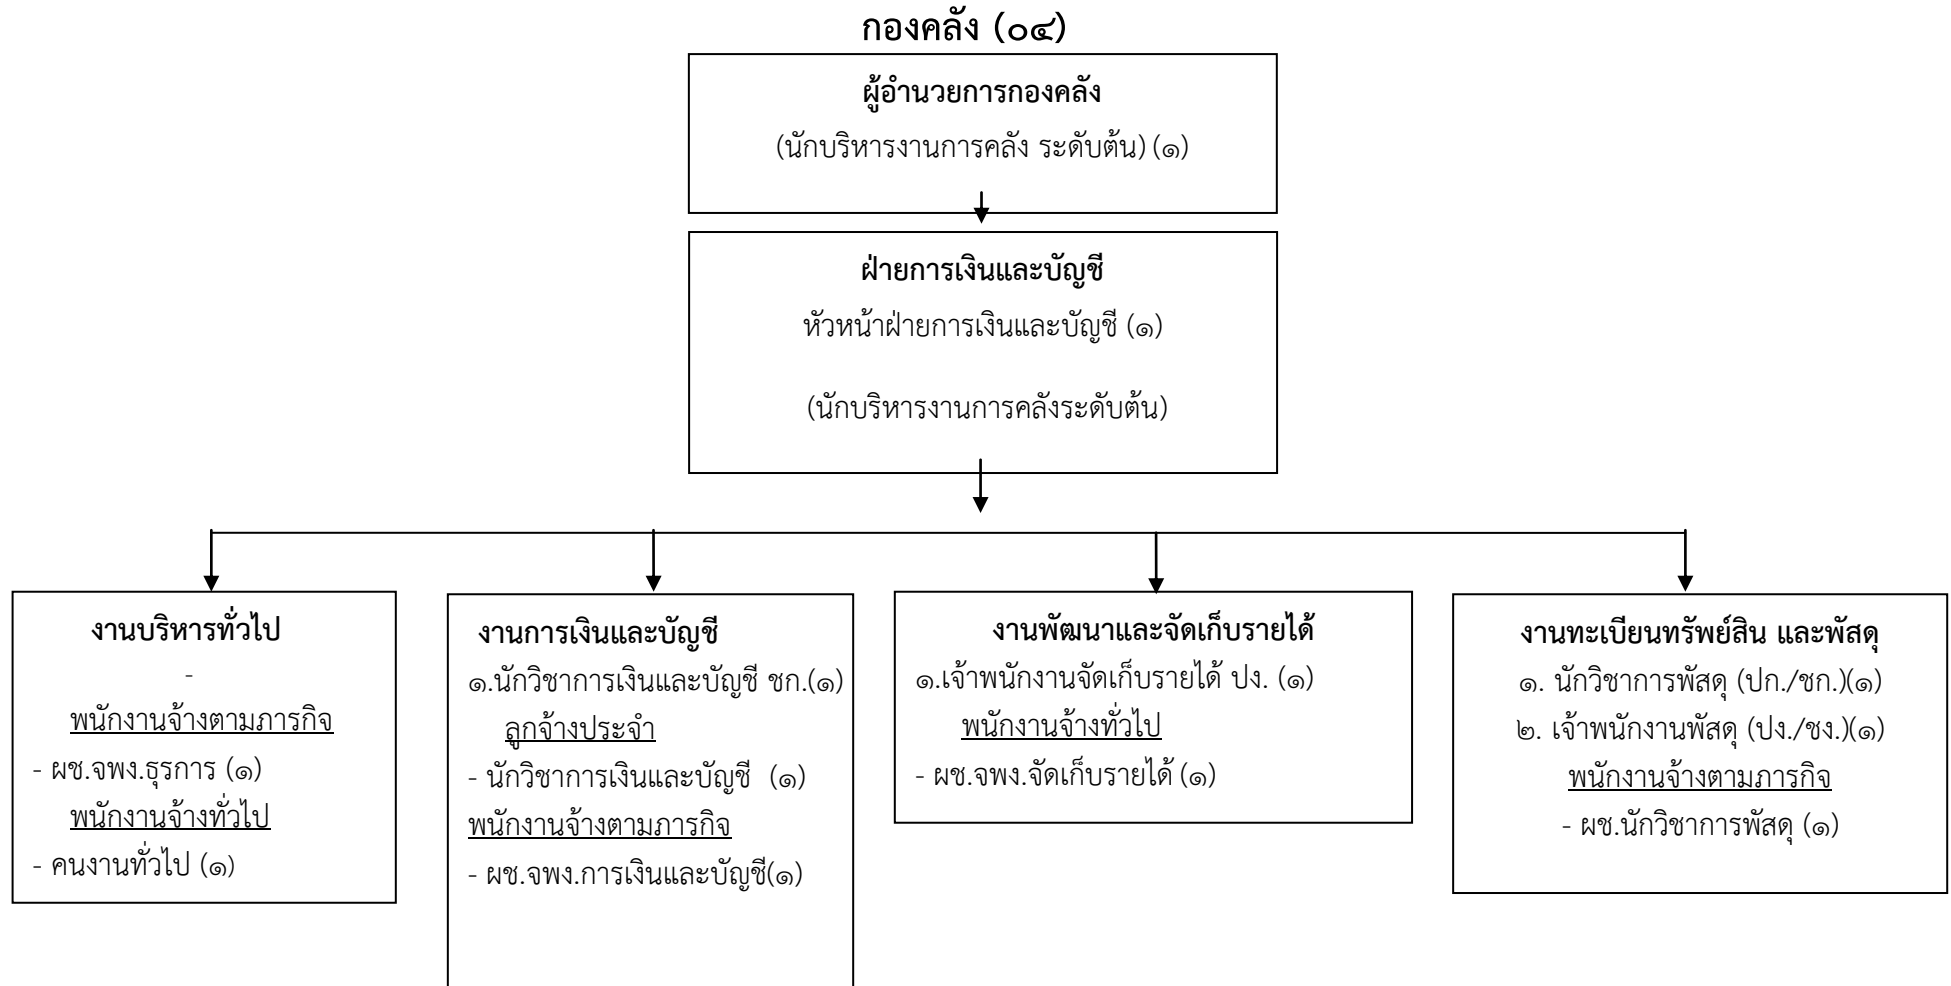 กองคลัง (๐๔)
ผู้อำนวยการกองคลัง
(นักบริหารงานการคลัง ระดับต้น) (๑)
ฝ่ายการเงินและบัญชี
หัวหน้าฝ่ายการเงินและบัญชี (๑)
(นักบริหารงานการคลังระดับต้น)
งานบริหารทั่วไป
-
พนักงานจ้างตามภารกิจ
- ผช.จพง.ธุรการ (๑)
พนักงานจ้างทั่วไป
- คนงานทั่วไป (๑)
งานการเงินและบัญชี
๑.นักวิชาการเงินและบัญชี ชก.(๑)
ลูกจ้างประจำ
- นักวิชาการเงินและบัญชี (๑)
พนักงานจ้างตามภารกิจ
- ผช.จพง.การเงินและบัญชี(๑)
งานพัฒนาและจัดเก็บรายได้
๑.เจ้าพนักงานจัดเก็บรายได้ ปง. (๑)
พนักงานจ้างทั่วไป
- ผช.จพง.จัดเก็บรายได้ (๑)
งานทะเบียนทรัพย์สิน และพัสดุ
๑. นักวิชาการพัสดุ (ปก./ชก.)(๑)
๒. เจ้าพนักงานพัสดุ (ปง./ชง.)(๑)
พนักงานจ้างตามภารกิจ
- ผช.นักวิชาการพัสดุ (๑)